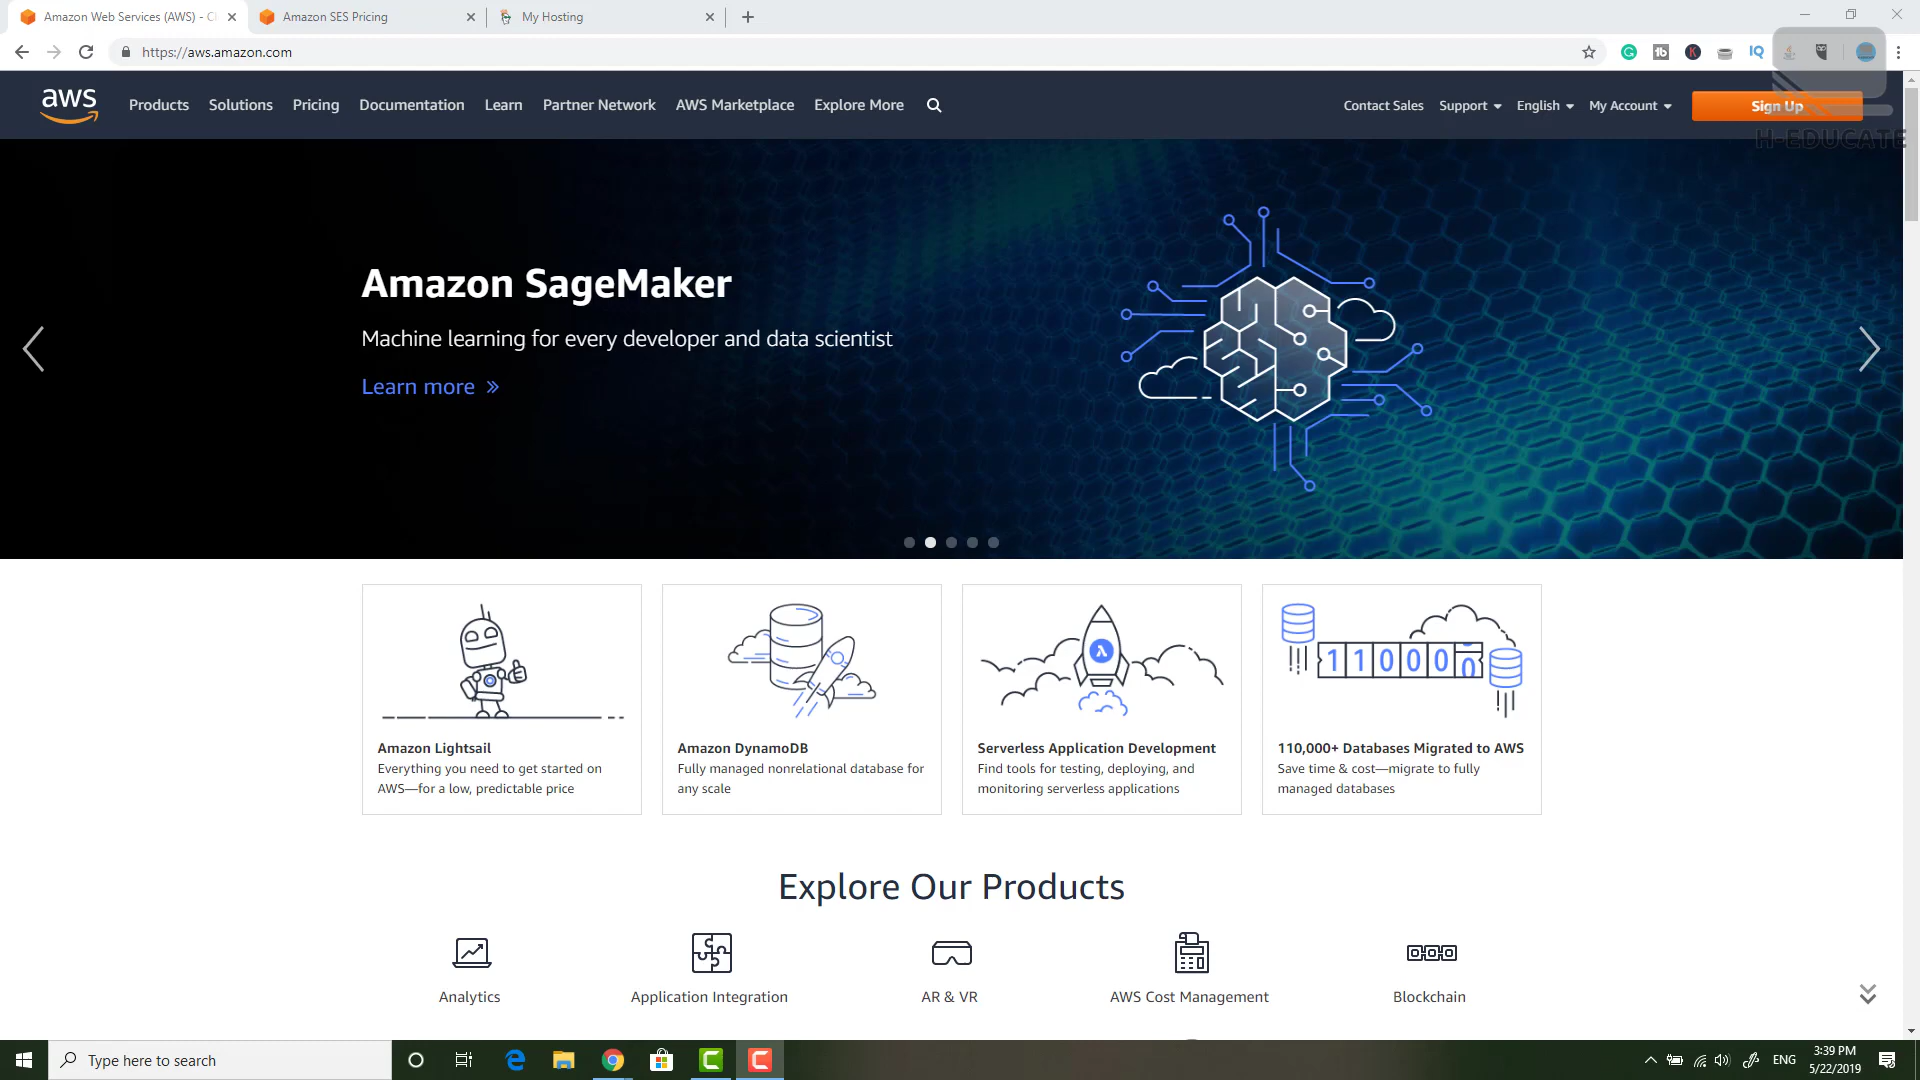 Amazon Web Services (AWS) - Cl
Amazon SES Pricing
My Hosting
https://aws.amazon.com
IQ
aws
Products
Solutions
Pricing
Documentation
Learn
Partner Network
AWS Marketplace
Explore More
Contact Sales
Support
English
My Account
Sign Up
H-EDUCATE
Amazon SageMaker
Machine learning for every developer and data scientist
Learn more »
110000
Amazon Lightsail
Everything you need to get started on
AWS—for a low, predictable price
Amazon DynamoDB
Fully managed nonrelational database for
any scale
Serverless Application Development
Find tools for testing, deploying, and
monitoring serverless applications
110,000+ Databases Migrated to AWS
Save time & cost—migrate to fully
managed databases
Explore Our Products
Analytics
Application Integration
AR & VR
AWS Cost Management
Blockchain
Type here to search
ENG
3:39 PM
5/22/2019